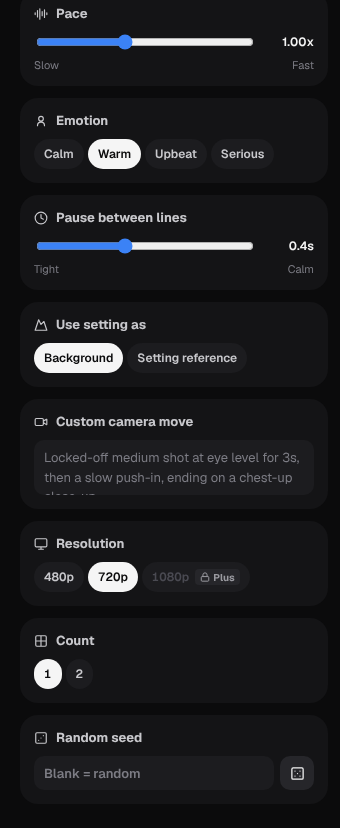 Pace
1.00x
Slow Fast
Emotion
Calm Warm Upbeat Serious
Pause between lines
0.4s
Tight Calm
Use setting as
Background Setting reference
Custom camera move
Locked-off medium shot at eye level for 3s,
then a slow push-in, ending on a chest-up
Resolution
480p 720p 1080p Plus
Count
1 2
Random seed
Blank = random